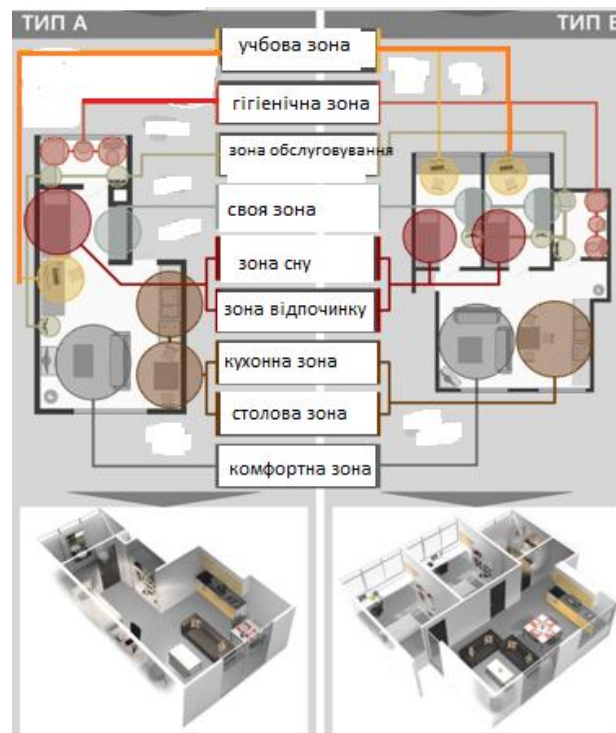 ТИП А
ТИП Б
учбова зона
гігієнічна зона
зона обслуговування
своя зона
зона сну
зона відпочинку
кухонна зона
столова зона
комфортна зона